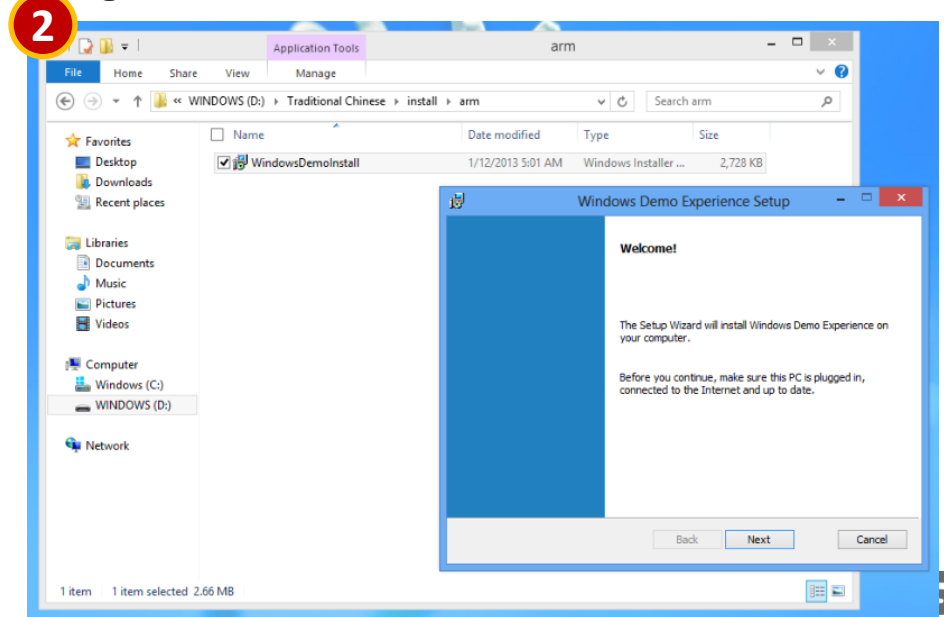 2
Application Tools
arm
File Home Share View Manage
« WINDOWS (D:) ▸ Traditional Chinese ▸ install ▸ arm
Search arm
Name Date modified Type Size
WindowsDemoInstall 1/12/2013 5:01 AM Windows Installer ... 2,728 KB
Favorites
Desktop
Downloads
Recent places
Libraries
Documents
Music
Pictures
Videos
Computer
Windows (C:)
WINDOWS (D:)
Network
Windows Demo Experience Setup
Welcome!
The Setup Wizard will install Windows Demo Experience on
your computer.
Before you continue, make sure this PC is plugged in,
connected to the Internet and up to date.
Back Next Cancel
1 item 1 item selected 2.66 MB